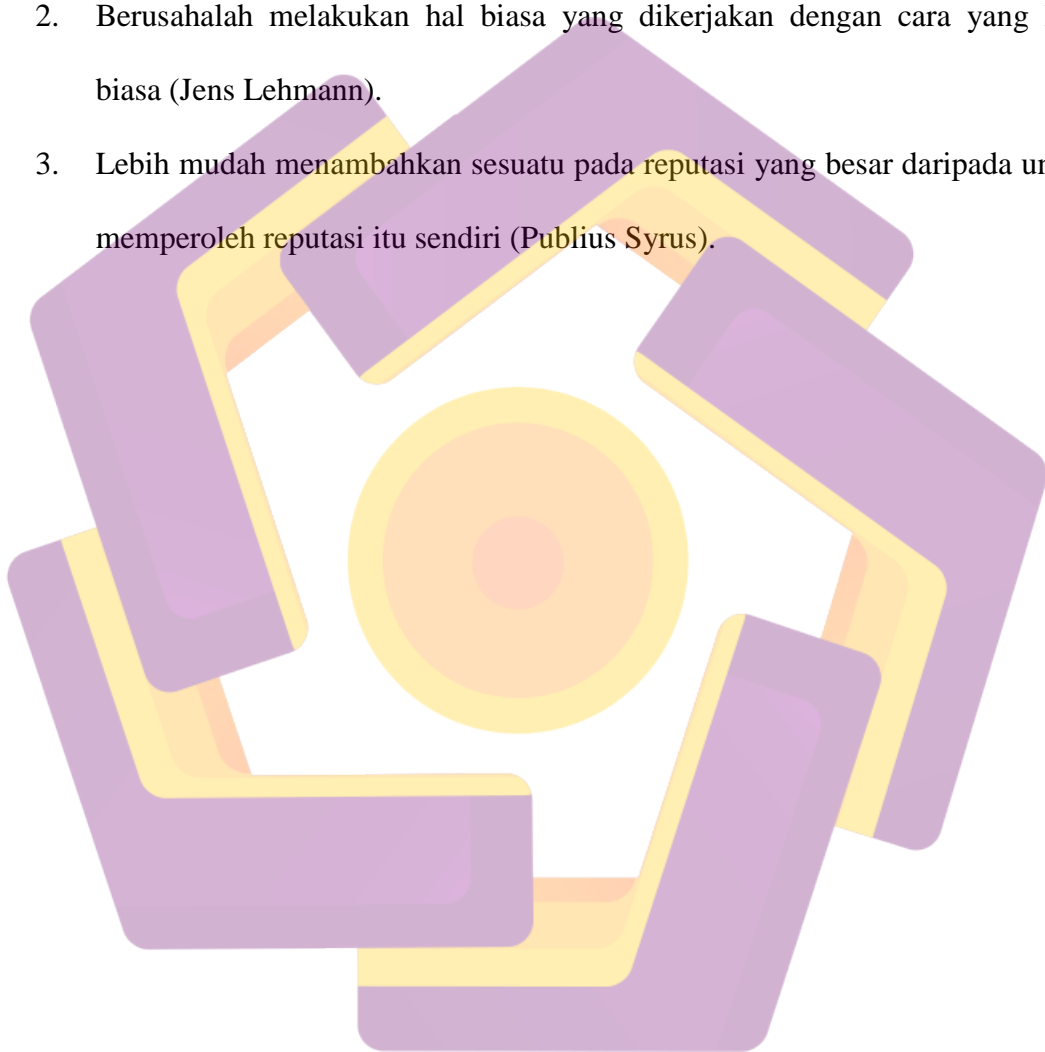 2. Berusahalah melakukan hal biasa yang dikerjakan dengan cara yang
biasa (Jens Lehmann).
3. Lebih mudah menambahkan sesuatu pada reputasi yang besar daripada
memperoleh reputasi itu sendiri (Publius Syrus).